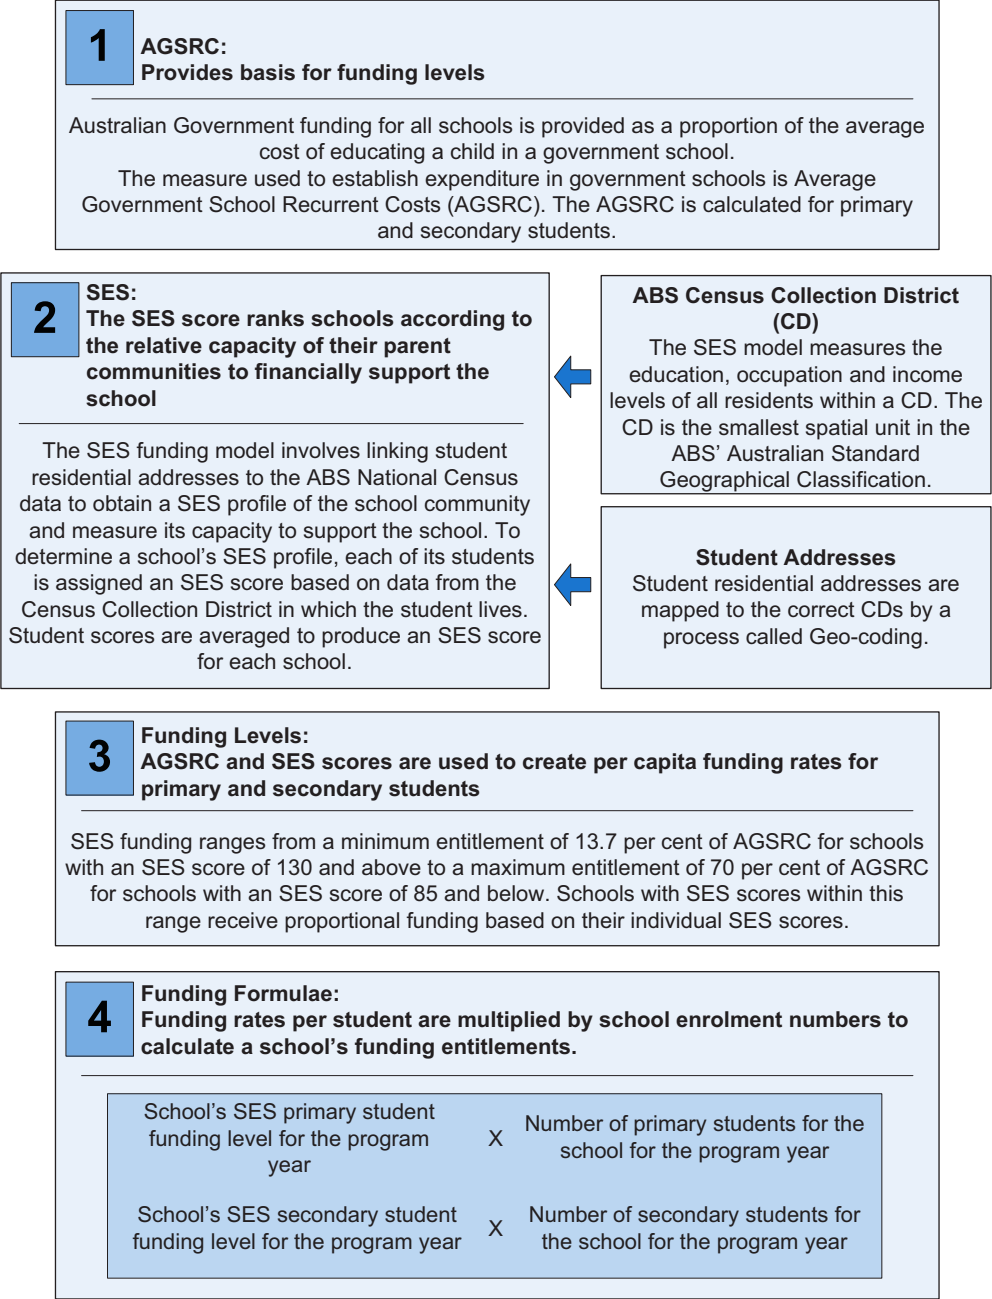 1
AGSRC:
Provides basis for funding levels
Australian Government funding for all schools is provided as a proportion of the average
cost of educating a child in a government school.
The measure used to establish expenditure in government schools is Average
Government School Recurrent Costs (AGSRC). The AGSRC is calculated for primary
and secondary students.
2
SES:
The SES score ranks schools according to
the relative capacity of their parent
communities to financially support the
school
The SES funding model involves linking student
residential addresses to the ABS National Census
data to obtain a SES profile of the school community
and measure its capacity to support the school. To
determine a school’s SES profile, each of its students
is assigned an SES score based on data from the
Census Collection District in which the student lives.
Student scores are averaged to produce an SES score
for each school.
ABS Census Collection District
(CD)
The SES model measures the
education, occupation and income
levels of all residents within a CD. The
CD is the smallest spatial unit in the
ABS’ Australian Standard
Geographical Classification.
Student Addresses
Student residential addresses are
mapped to the correct CDs by a
process called Geo-coding.
3
Funding Levels:
AGSRC and SES scores are used to create per capita funding rates for
primary and secondary students
SES funding ranges from a minimum entitlement of 13.7 per cent of AGSRC for schools
with an SES score of 130 and above to a maximum entitlement of 70 per cent of AGSRC
for schools with an SES score of 85 and below. Schools with SES scores within this
range receive proportional funding based on their individual SES scores.
4
Funding Formulae:
Funding rates per student are multiplied by school enrolment numbers to
calculate a school’s funding entitlements.
School’s SES primary student
funding level for the program
year
X
Number of primary students for the
school for the program year
School’s SES secondary student
funding level for the program year
X
Number of secondary students for
the school for the program year